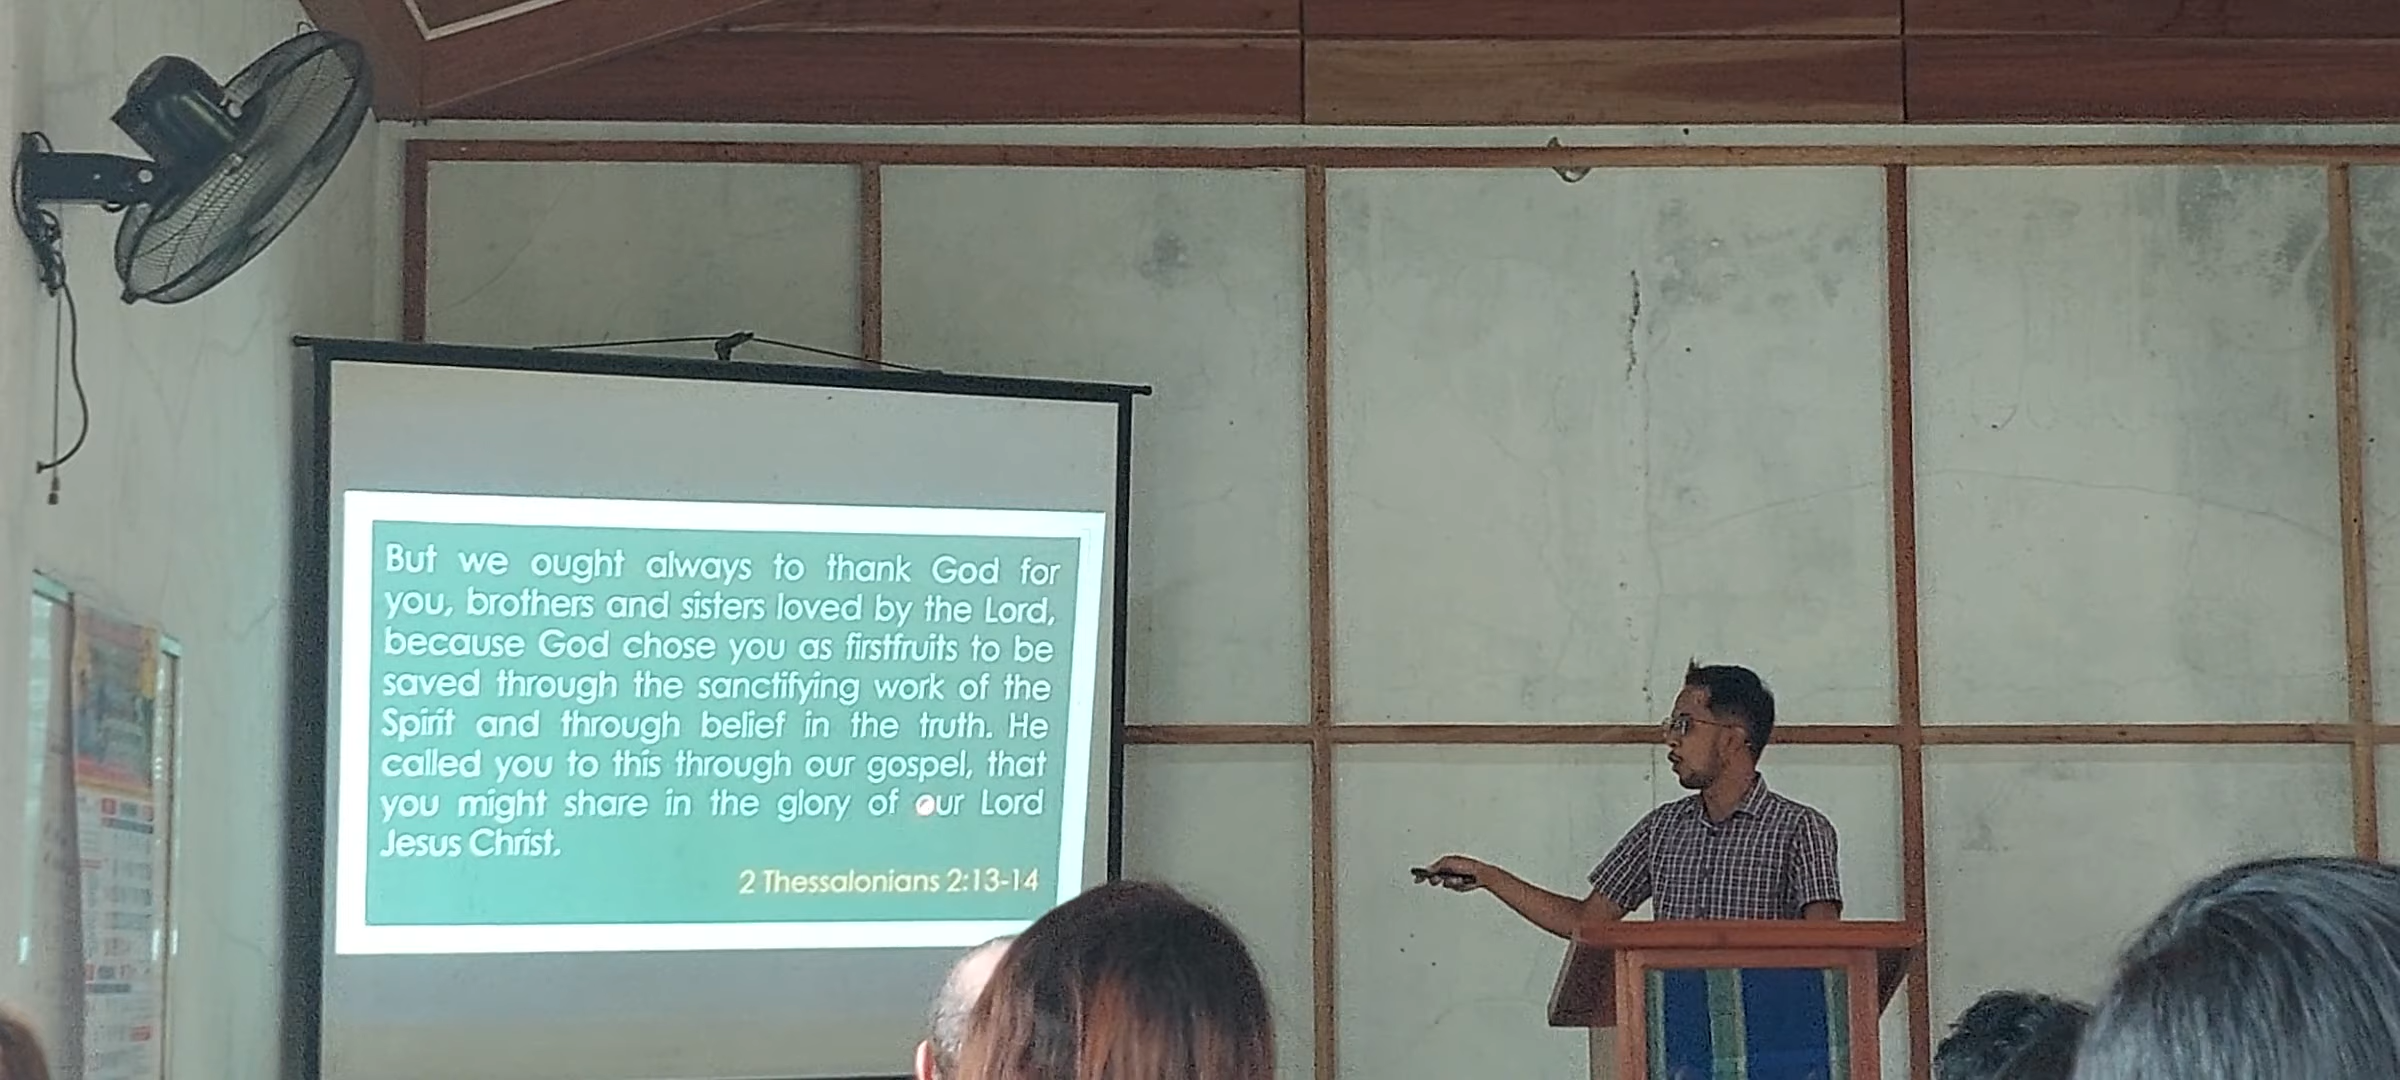 But we ought always to thank God for
you, brothers and sisters loved by the Lord,
because God chose you as firstfruits to be
saved through the sanctifying work of the
Spirit and through belief in the truth. He
called you to this through our gospel, that
you might share in the glory of our Lord
Jesus Christ.
2 Thessalonians 2:13-14